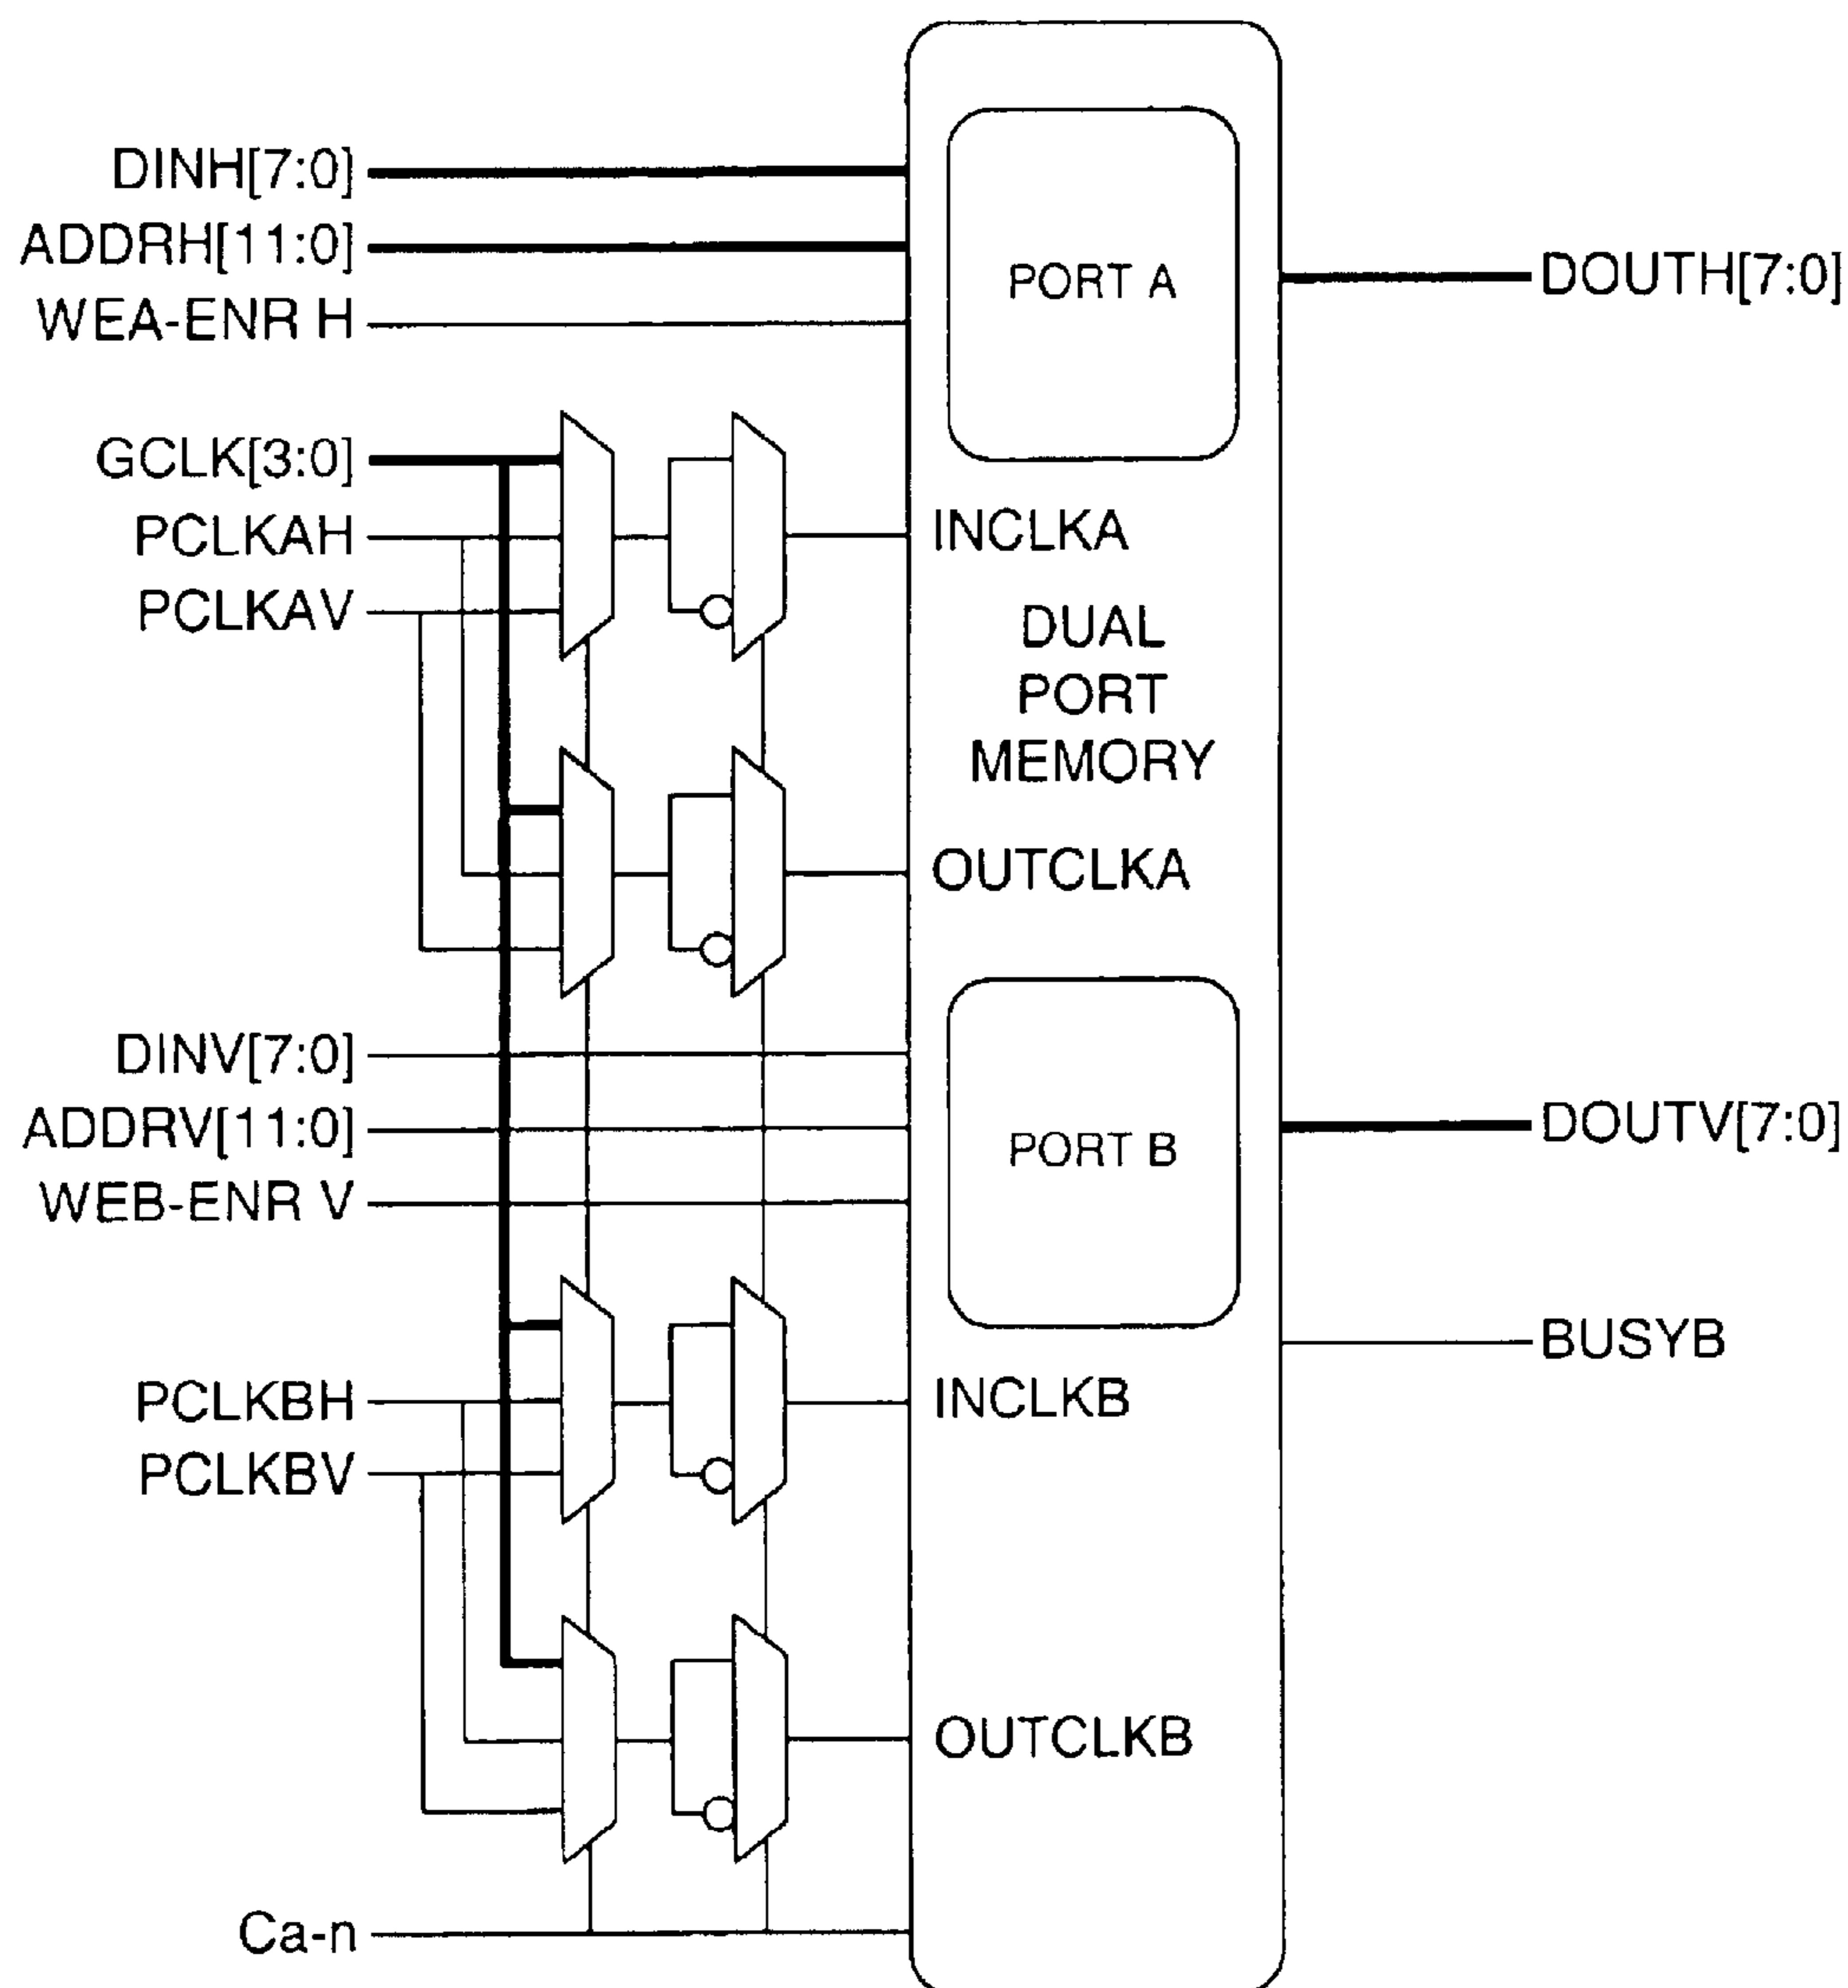 DINH[7:0]
ADDRH[11:0]
WEA-ENR H
GCLK[3:0]
PCLKAH
PCLKAV
DINV[7:0]
ADDRV[11:0]
WEB-ENR V
PCLKBH
PCLKBV
Ca-n
PORT A
INCLKA
DUAL
PORT
MEMORY
OUTCLKA
PORT B
INCLKB
OUTCLKB
DOUTH[7:0]
DOUTV[7:0]
BUSYB